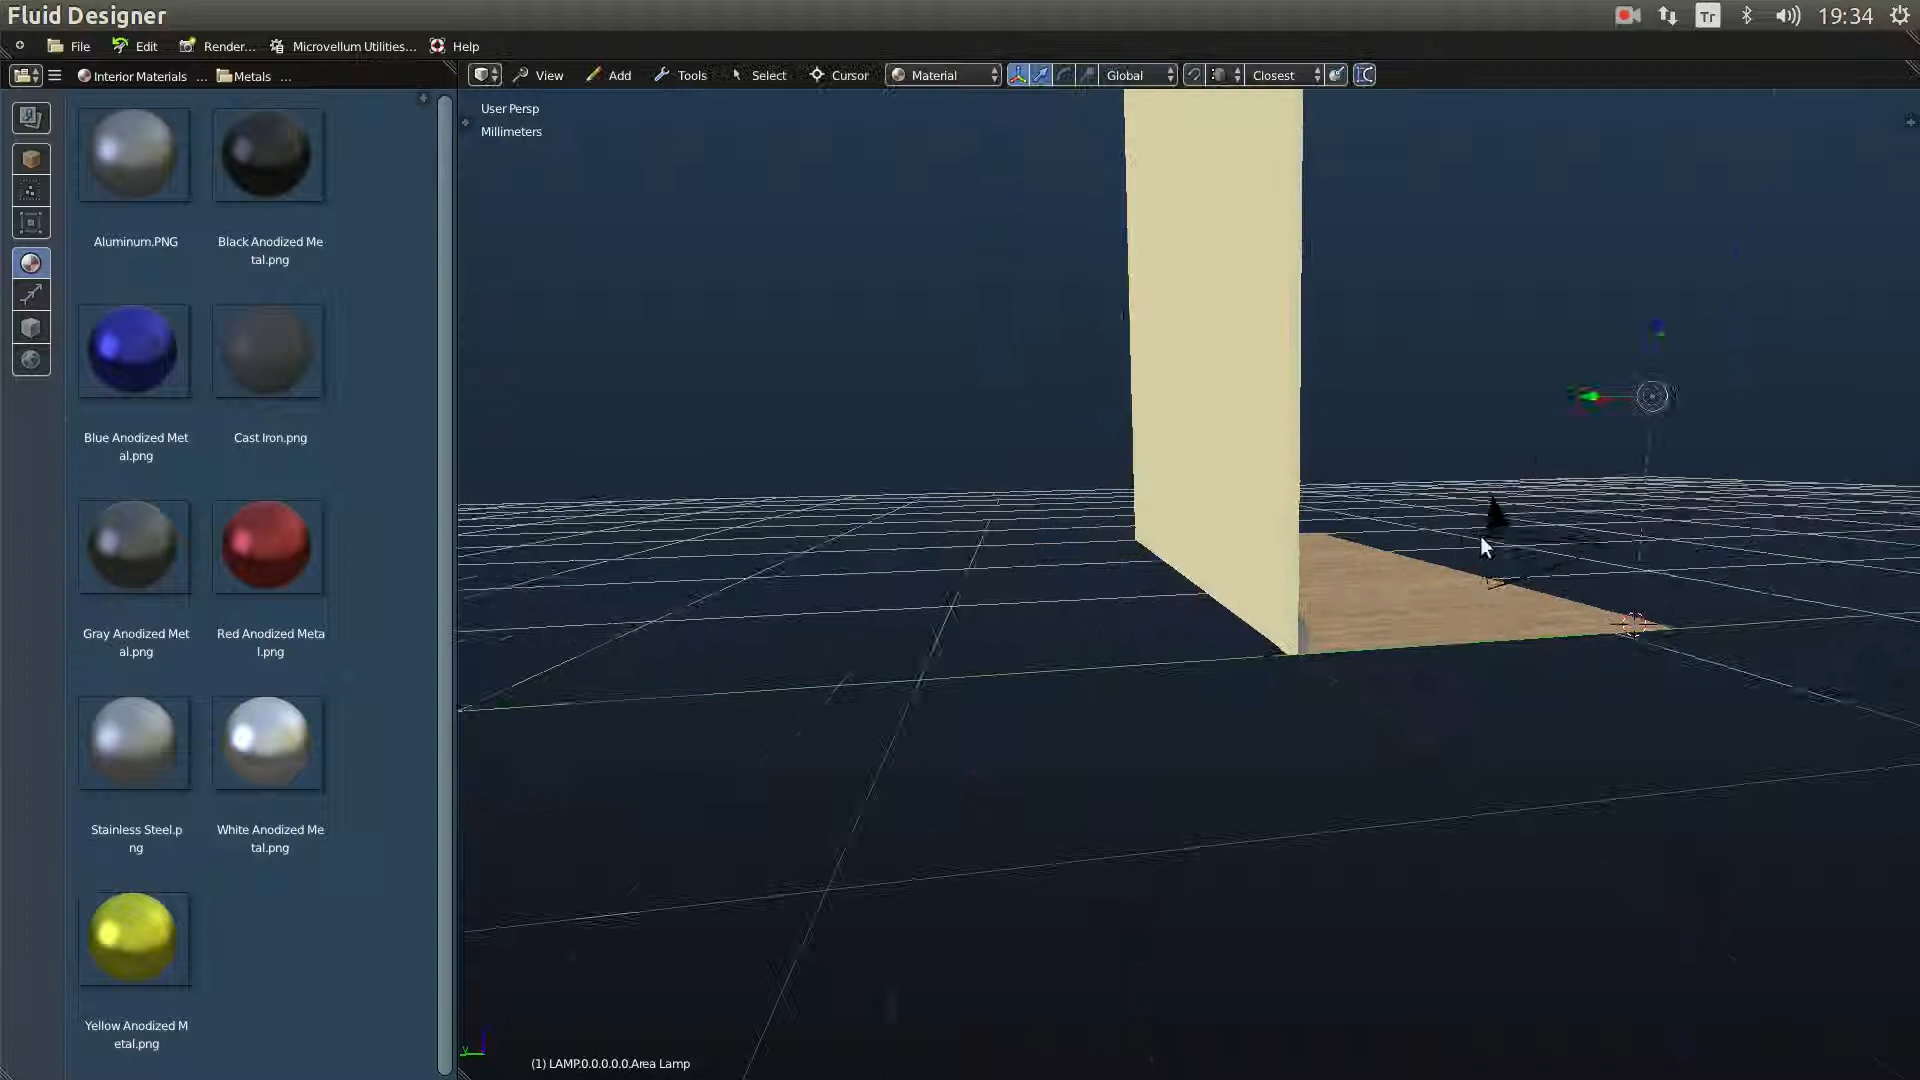 Fluid Designer
Tr
19:34
File
Edit
Render...
Microvellum Utilities...
Help
Interior Materials ...
Metals ...
View
Add
Tools
Select
Cursor
Material
Global
Closest
User Persp
Millimeters
Aluminum.PNG
Black Anodized Me
tal.png
Blue Anodized Met
al.png
Cast Iron.png
Gray Anodized Met
al.png
Red Anodized Meta
l.png
Stainless Steel.p
ng
White Anodized Me
tal.png
Yellow Anodized M
etal.png
y
(1) LAMP.0.0.0.0.0.Area Lamp